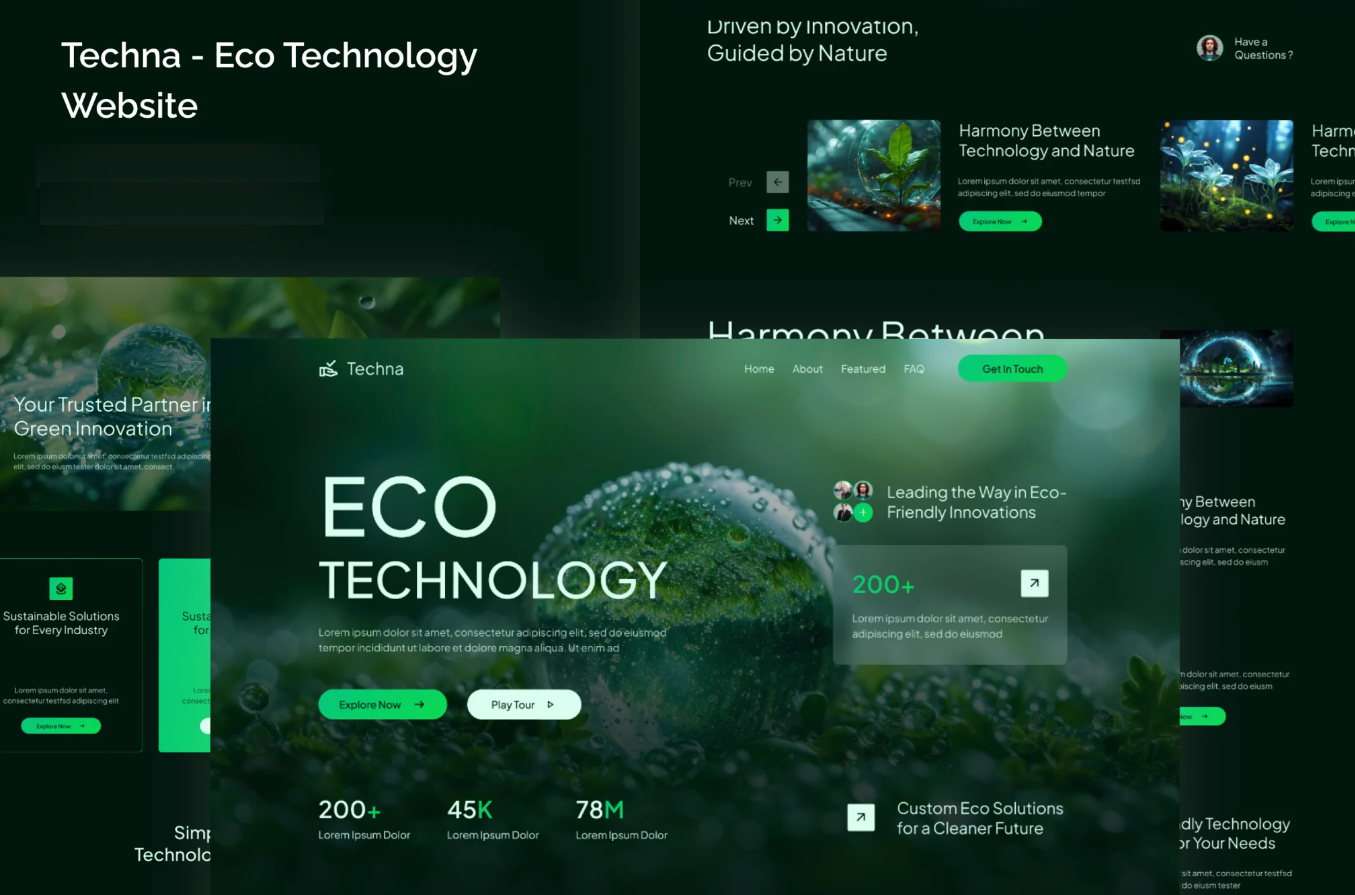 Techna - Eco Technology
Website
Driven by Innovation,
Guided by Nature
Have a
Questions ?
Prev
Next
Harmony Between
Technology and Nature
Lorem ipsum dolor sit amet, consectetur testfsd
adipiscing elit, sed do eiusmod tempor
Explore Now
Harm
Techn
Lorem ipsum
adipiscing e
Explore N
Harmony Between
Your Trusted Partner in
Green Innovation
Lorem ipsum dolor sit amet, consectetur testfsd adipiscing
elit, sed do eiusm tester dolor sit amet, consect
Sustainable Solutions
for Every Industry
Lorem ipsum dolor sit amet,
consectetur testfsd adipiscing elit
Explore Now
Susta
for
Lore
consect
Simp
Technolo
Techna
Home
About
Featured
FAQ
Get In Touch
ECO
TECHNOLOGY
Lorem ipsum dolor sit amet, consectetur adipiscing elit, sed do eiusmod
tempor incididunt ut labore et dolore magna aliqua. Ut enim ad
Explore Now
Play Tour
Leading the Way in Eco-
Friendly Innovations
200+
Lorem ipsum dolor sit amet, consectetur
adipiscing elit, sed do eiusmod
200+
Lorem Ipsum Dolor
45K
Lorem Ipsum Dolor
78M
Lorem Ipsum Dolor
Custom Eco Solutions
for a Cleaner Future
ny Between
logy and Nature
dolor sit amet, consectetur
scing elit, sed do eiusm
m dolor sit amet, consectetur
piscing elit, sed do eiusm
Now
dly Technology
or Your Needs
sit amet, consectetur testfsd
d do eiusm tester